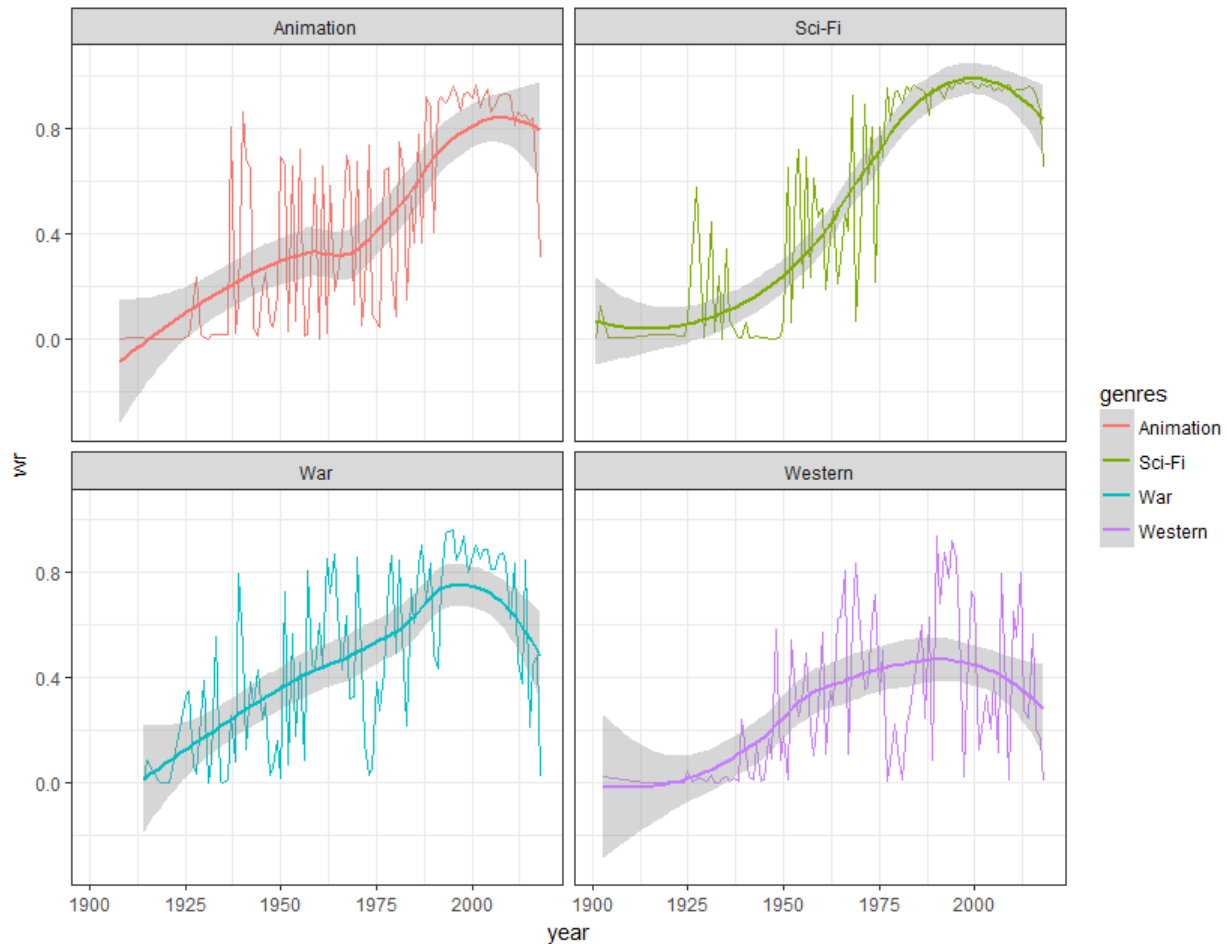 Animation
Sci-Fi
0.8
0.4
0.0
War
Western
0.8
0.4
0.0
1900
1925
1950
1975
2000
1900
1925
1950
1975
2000
year
wr
genres
Animation
Sci-Fi
War
Western